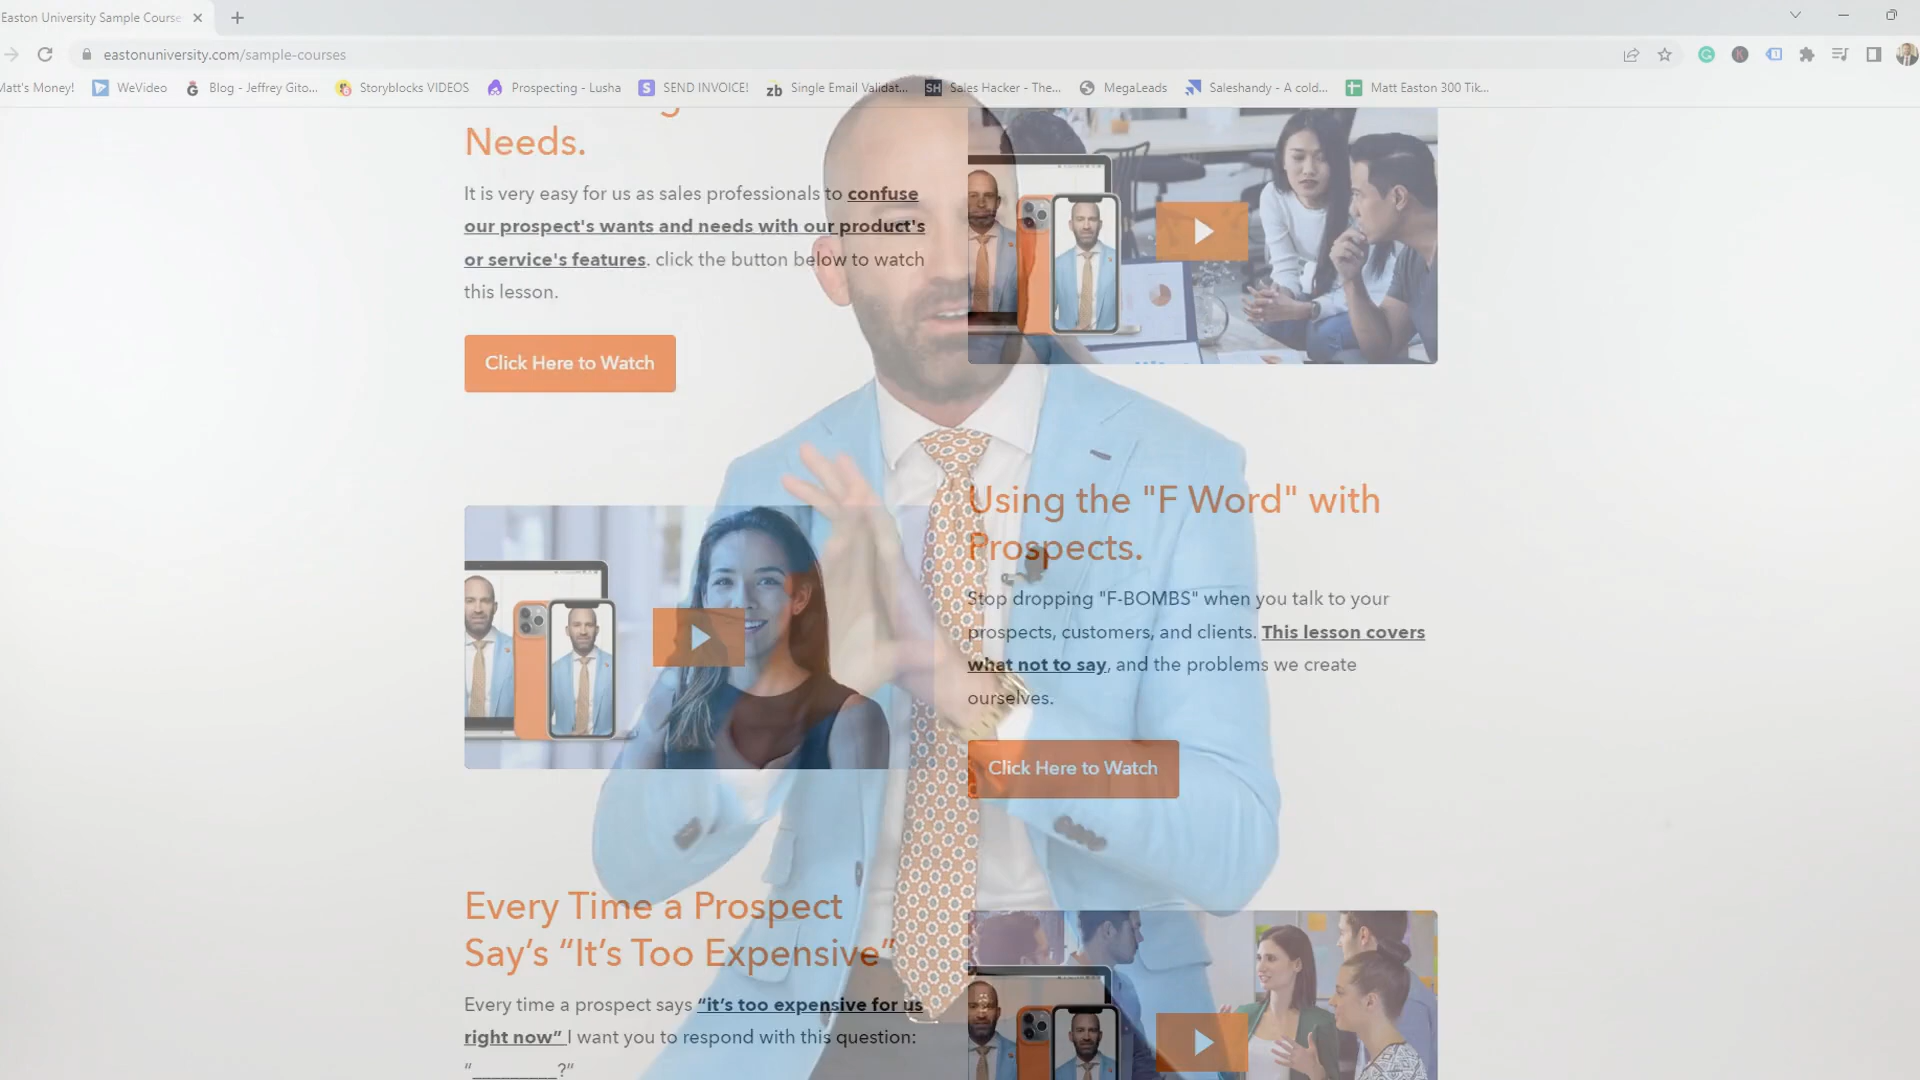 Easton University Sample Course
eastonuniversity.com/sample-courses
Matt's Money!
WeVideo
Blog - Jeffrey Gito...
Storyblocks VIDEOS
Prospecting - Lusha
SEND INVOICE!
zb
Single Email Validat...
SH
Sales Hacker - The...
MegaLeads
Saleshandy - A cold...
Matt Easton 300 Tik...
Needs.
It is very easy for us as sales professionals to confuse
our prospect's wants and needs with our product's
or service's features. click the button below to watch
this lesson.
Click Here to Watch
Using the "F Word" with
Prospects.
Stop dropping "F-BOMBS" when you talk to your
prospects, customers, and clients. This lesson covers
what not to say, and the problems we create
ourselves.
Click Here to Watch
Every Time a Prospect
Say’s “It’s Too Expensive”
Every time a prospect says “it’s too expensive for us
right now” I want you to respond with this question:
“_________?”